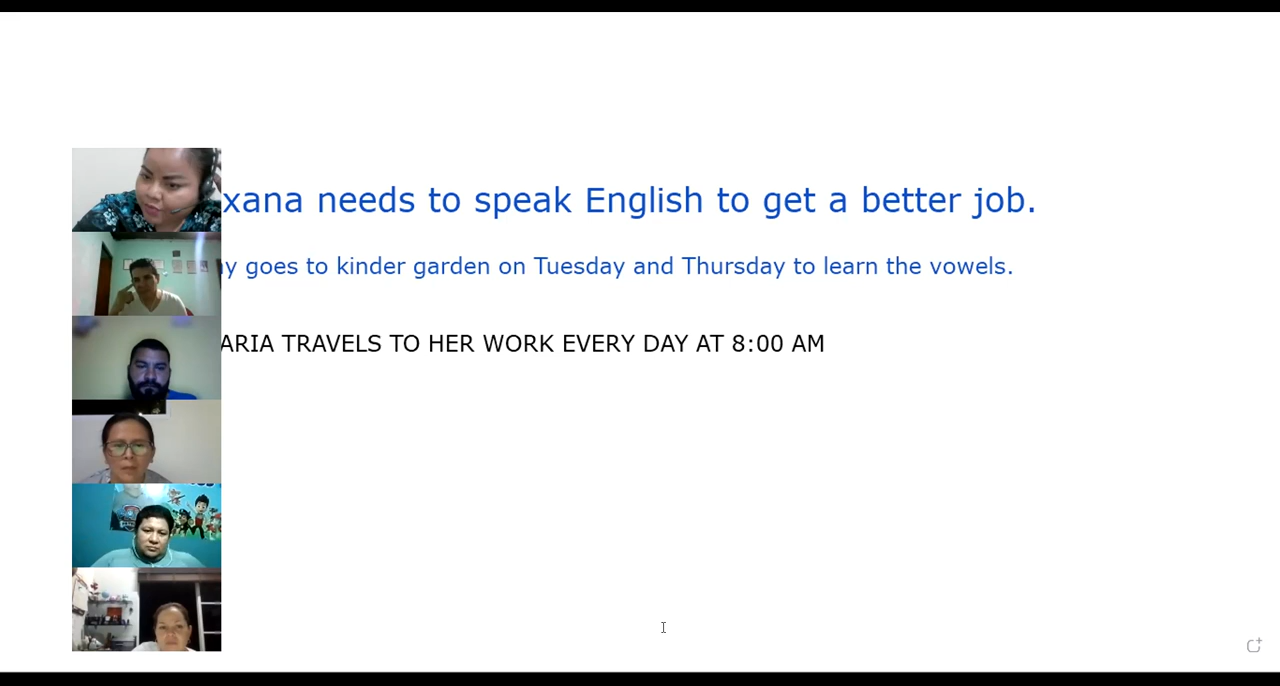 xana needs to speak English to get a better job.
y goes to kinder garden on Tuesday and Thursday to learn the vowels.
ARIA TRAVELS TO HER WORK EVERY DAY AT 8:00 AM